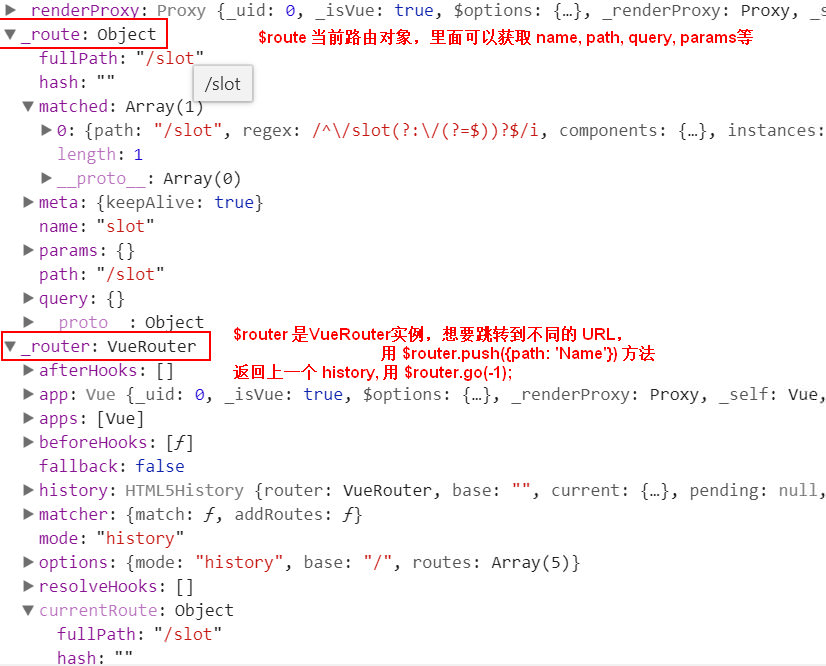 _renderProxy: Proxy {_uid: 0, _isVue: true, $options: {…}, _renderProxy: Proxy, _s
_route: Object
$route 当前路由对象，里面可以获取 name, path, query, params等
fullPath: "/slot"
hash: ""
/slot
matched: Array(1)
0: {path: "/slot", regex: /^\/slot(?:\/(?=$))?$/i, components: {…}, instances:
length: 1
__proto__: Array(0)
meta: {keepAlive: true}
name: "slot"
params: {}
path: "/slot"
query: {}
__proto__: Object
$router 是VueRouter实例，想要跳转到不同的 URL，
_router: VueRouter
用 $router.push({path: 'Name'}) 方法
返回上一个 history, 用 $router.go(-1);
afterHooks: []
app: Vue {_uid: 0, _isVue: true, $options: {…}, _renderProxy: Proxy, _self: Vue,
apps: [Vue]
beforeHooks: [ƒ]
fallback: false
history: HTML5History {router: VueRouter, base: "", current: {…}, pending: null,
matcher: {match: ƒ, addRoutes: ƒ}
mode: "history"
options: {mode: "history", base: "/", routes: Array(5)}
resolveHooks: []
currentRoute: Object
fullPath: "/slot"
hash: ""